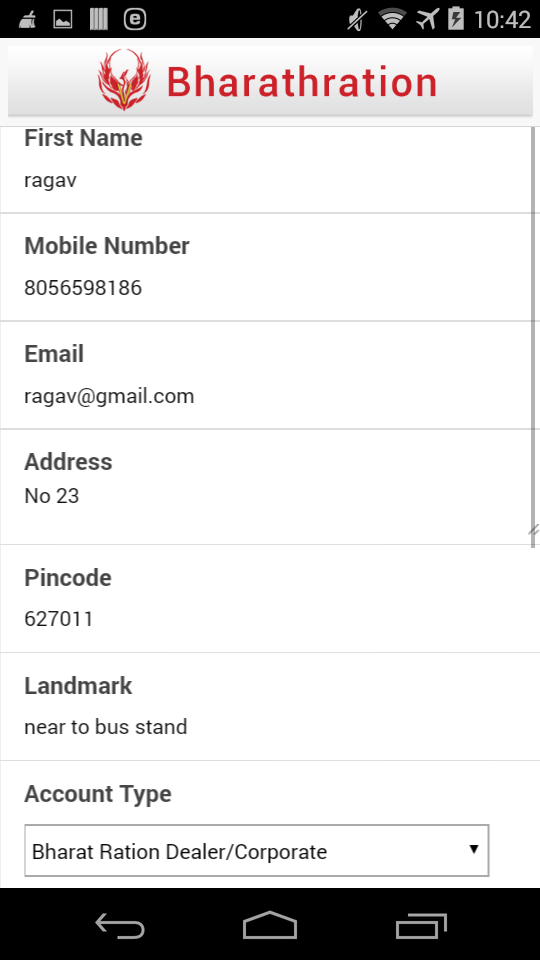 10:42
Bharathration
First Name
ragav
Mobile Number
8056598186
Email
ragav@gmail.com
Address
No 23
Pincode
627011
Landmark
near to bus stand
Account Type
Bharat Ration Dealer/Corporate